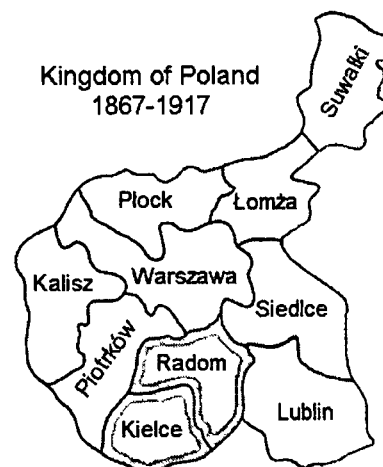 Kingdom of Poland
1867-1917
Suwałki
Płock
Łomża
Kalisz
Warszawa
Siedlce
Piotrków
Radom
Kielce
Lublin